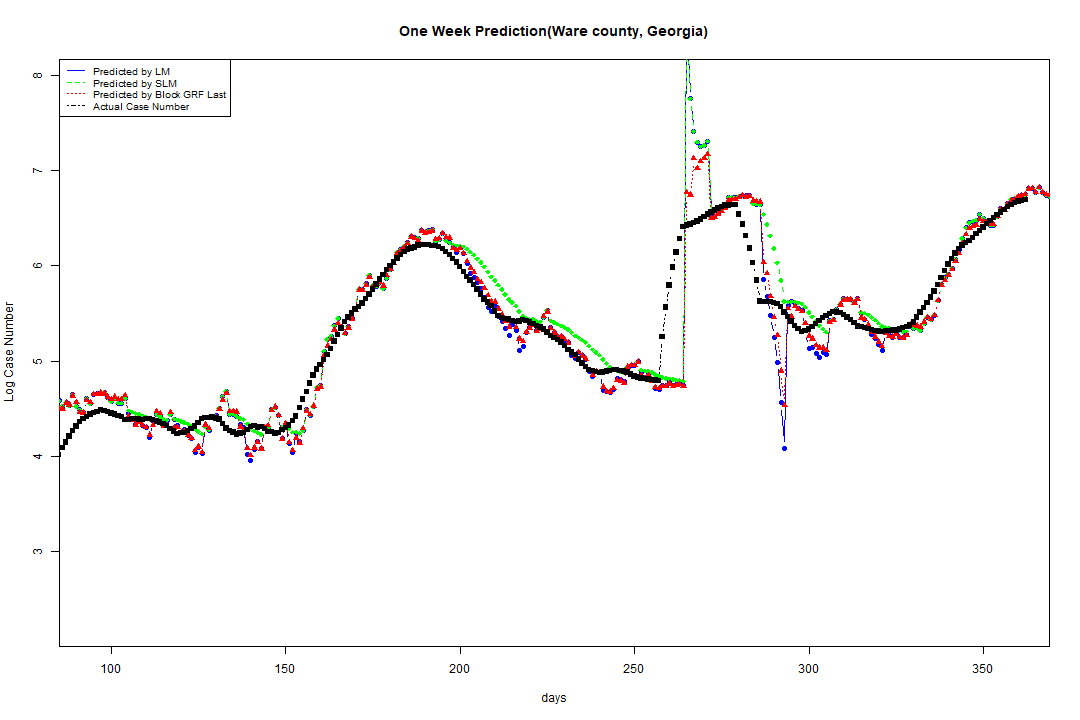 One Week Prediction(Ware county, Georgia)
Predicted by LM
Predicted by SLM
Predicted by Block GRF Last
Actual Case Number
8
7
6
5
4
3
Log Case Number
100 150 200 250 300 350
days